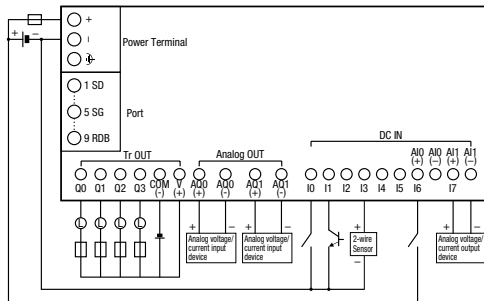 +
+ −
−
Power Terminal
1 SD
5 SG
Port
9 RDB
DC IN
Tr OUT
Analog OUT
AI0 AI0 AI1 AI1
(+) (−) (+) (−)
Q0 Q1 Q2 Q3 COM (-) V (+) AQ0 (+) AQ0 (-) AQ1 (+) AQ1 (-) I0 I1 I2 I3 I4 I5 I6 I7
L L L L
+ − + − + + −
Analog voltage/
current input
device
Analog voltage/
current input
device
2-wire
Sensor
−
Analog voltage/
current output
device